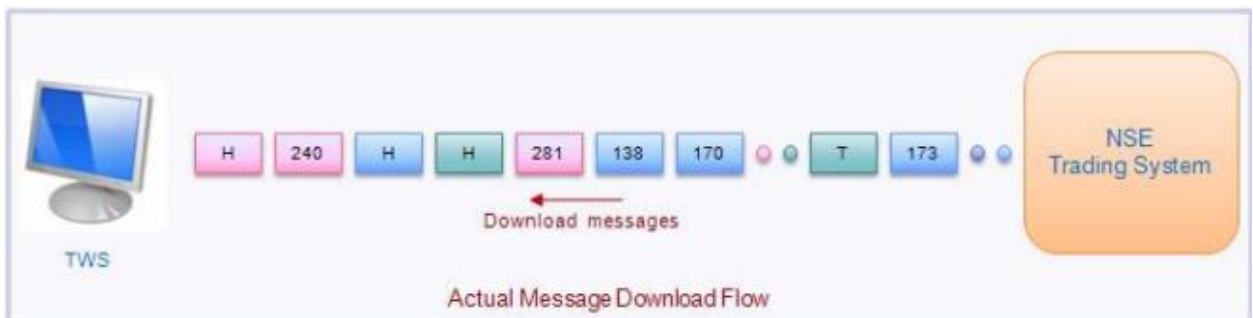 H 240 H H 281 138 170 T 173
NSE
Trading System
Download messages
TWS
Actual Message Download Flow